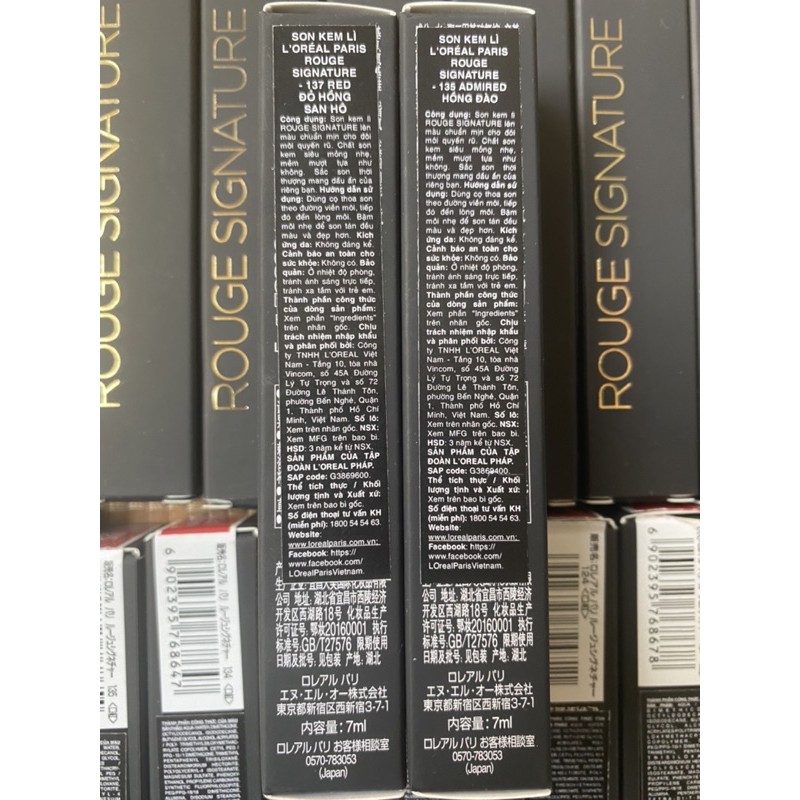 ROUGE SIGNATURE
ROUGE SIGNATURE
ROUGE SIGNATURE
ROUGE SIGNATURE
SON KEM LÌ
L'ORÉAL PARIS
ROUGE
SIGNATURE
- 137 RED
ĐỎ HỒNG
SAN HÔ
Công dụng: Son kem lì
ROUGE SIGNATURE lên
màu chuẩn mịn cho đôi
môi quyến rũ. Chất son
kem siêu mỏng nhẹ,
mềm mượt tựa như
không. Sắc son thời
thượng mang dấu ấn của
riêng bạn. Hướng dẫn sử
dụng: Dùng cọ thoa son
theo đường viền môi, tiếp
đó đến lòng môi. Bặm
môi nhẹ để son tán đều
màu và đẹp hơn. Kích
ứng da: Không đáng kể.
Cảnh báo an toàn cho
sức khỏe: Không có. Bảo
quản: Ở nhiệt độ phòng,
tránh ánh sáng trực tiếp,
tránh xa tầm với trẻ em.
Thành phần công thức
của dòng sản phẩm:
Xem phần "Ingredients"
trên nhãn gốc. Chịu
trách nhiệm nhập khẩu
và phân phối bởi: Công
ty TNHH L'OREAL Việt
Nam - Tầng 10, tòa nhà
Vincom, số 45A Đường
Lý Tự Trọng và số 72
Đường Lê Thánh Tôn,
phường Bến Nghé, Quận
1, Thành phố Hồ Chí
Minh, Việt Nam. Số lô:
Xem trên nhãn gốc. NSX:
Xem MFG trên bao bì.
HSD: 3 năm kể từ NSX.
SẢN PHẨM CỦA TẬP
ĐOÀN L'OREAL PHÁP.
SAP code: G3869600.
Thể tích thực / Khối
lượng tịnh và Xuất xứ:
Xem trên bao bì gốc.
Số điện thoại tư vấn KH
(miễn phí): 1800 54 54 63.
Website:
www.lorealparis.com.vn;
Facebook: https://
LOrealParisVietnam.
公司 地址: 湖北省宜昌市西陵经济
开发区西湖路18号 化妆品生产
许可证号: 鄂妆20160001 执行
标准号:GB/T27576 限期使用
日期及批号: 见包装 产地: 湖北
ロレアル パリ
エヌ・エル・オー株式会社
東京都新宿区西新宿3-7-1
内容量: 7ml
ロレアル パリ お客様相談室
0570-783053
(Japan)
SON KEM LÌ
L'ORÉAL PARIS
ROUGE
SIGNATURE
- 135 ADMIRED
HỒNG ĐÀO
Công dụng: Son kem lì
ROUGE SIGNATURE lên
màu chuẩn mịn cho đôi
môi quyến rũ. Chất son
kem siêu mỏng nhẹ,
mềm mượt tựa như
không. Sắc son thời
thượng mang dấu ấn của
riêng bạn. Hướng dẫn sử
dụng: Dùng cọ thoa son
theo đường viền môi, tiếp
đó đến lòng môi. Bặm
môi nhẹ để son tán đều
màu và đẹp hơn. Kích
ứng da: Không đáng kể.
Cảnh báo an toàn cho
sức khỏe: Không có. Bảo
quản: Ở nhiệt độ phòng,
tránh ánh sáng trực tiếp,
tránh xa tầm với trẻ em.
Thành phần công thức
của dòng sản phẩm:
Xem phần "Ingredients"
trên nhãn gốc. Chịu
trách nhiệm nhập khẩu
và phân phối bởi: Công
ty TNHH L'OREAL Việt
Nam - Tầng 10, tòa nhà
Vincom, số 45A Đường
Lý Tự Trọng và số 72
Đường Lê Thánh Tôn,
phường Bến Nghé, Quận
1, Thành phố Hồ Chí
Minh, Việt Nam. Số lô:
Xem trên nhãn gốc. NSX:
Xem MFG trên bao bì.
HSD: 3 năm kể từ NSX.
SẢN PHẨM CỦA TẬP
ĐOÀN L'OREAL PHÁP.
SAP code: G3869400.
Thể tích thực / Khối
lượng tịnh và Xuất xứ:
Xem trên bao bì gốc.
Số điện thoại tư vấn KH
(miễn phí): 1800 54 54 63.
Website:
www.lorealparis.com.vn;
Facebook: https://
LOrealParisVietnam.
公司 地址: 湖北省宜昌市西陵经济
开发区西湖路18号 化妆品生产
许可证号: 鄂妆20160001 执行
标准号:GB/T27576 限期使用
日期及批号: 见包装 产地: 湖北
ロレアル パリ
エヌ・エル・オー株式会社
東京都新宿区西新宿3-7-1
内容量: 7ml
ロレアル パリ お客様相談室
0570-783053
(Japan)
135
6 902395 768647
134
124
6 902395 768678